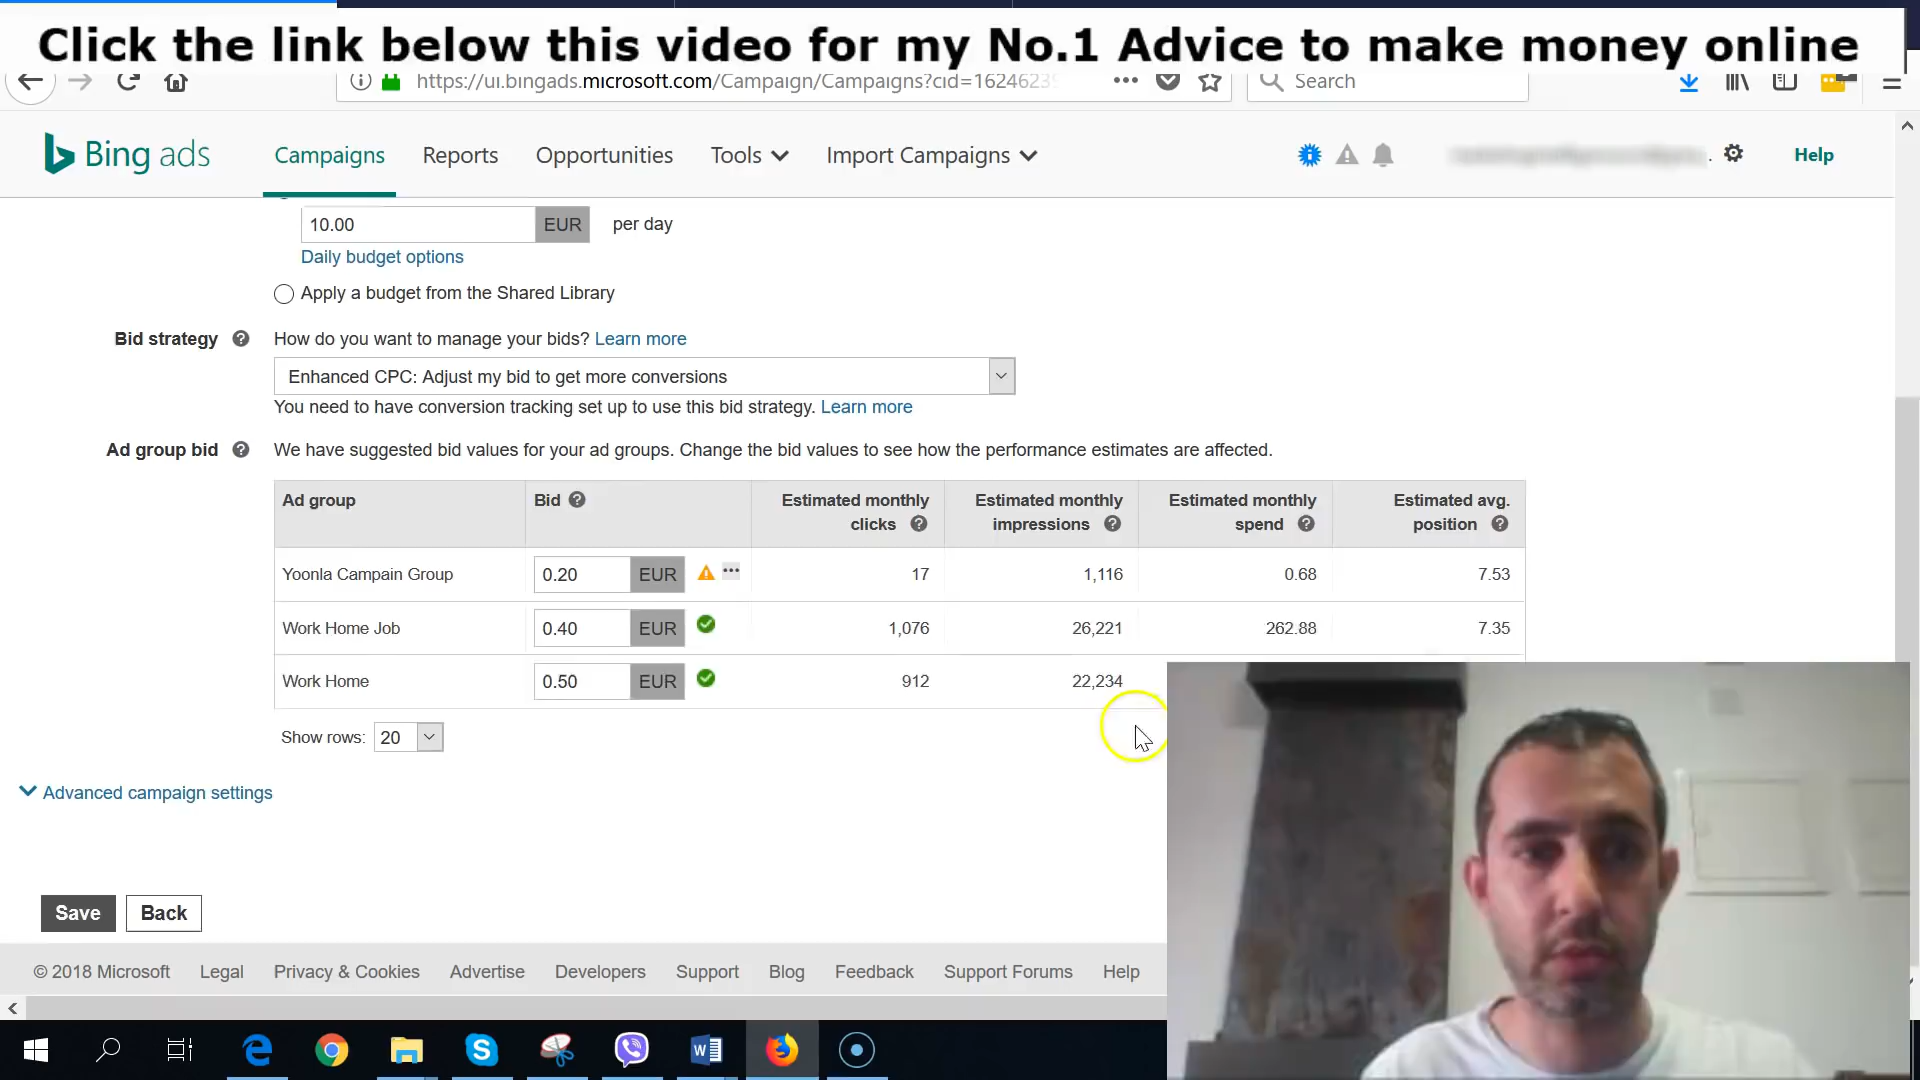 Click the link below this video for my No.1 Advice to make money online
https://ui.bingads.microsoft.com/Campaign/Campaigns?cid=162462
Search
Bing ads
Campaigns
Reports
Opportunities
Tools
Import Campaigns
Help
10.00 EUR per day
Daily budget options
Apply a budget from the Shared Library
Bid strategy
How do you want to manage your bids? Learn more
Enhanced CPC: Adjust my bid to get more conversions
You need to have conversion tracking set up to use this bid strategy. Learn more
Ad group bid
We have suggested bid values for your ad groups. Change the bid values to see how the performance estimates are affected.
Ad group
Bid
Estimated monthly clicks
Estimated monthly impressions
Estimated monthly spend
Estimated avg. position
Yoonla Campain Group 0.20 EUR 17 1,116 0.68 7.53
Work Home Job 0.40 EUR 1,076 26,221 262.88 7.35
Work Home 0.50 EUR 912 22,234
Show rows: 20
Advanced campaign settings
Save
Back
© 2018 Microsoft Legal Privacy & Cookies Advertise Developers Support Blog Feedback Support Forums Help